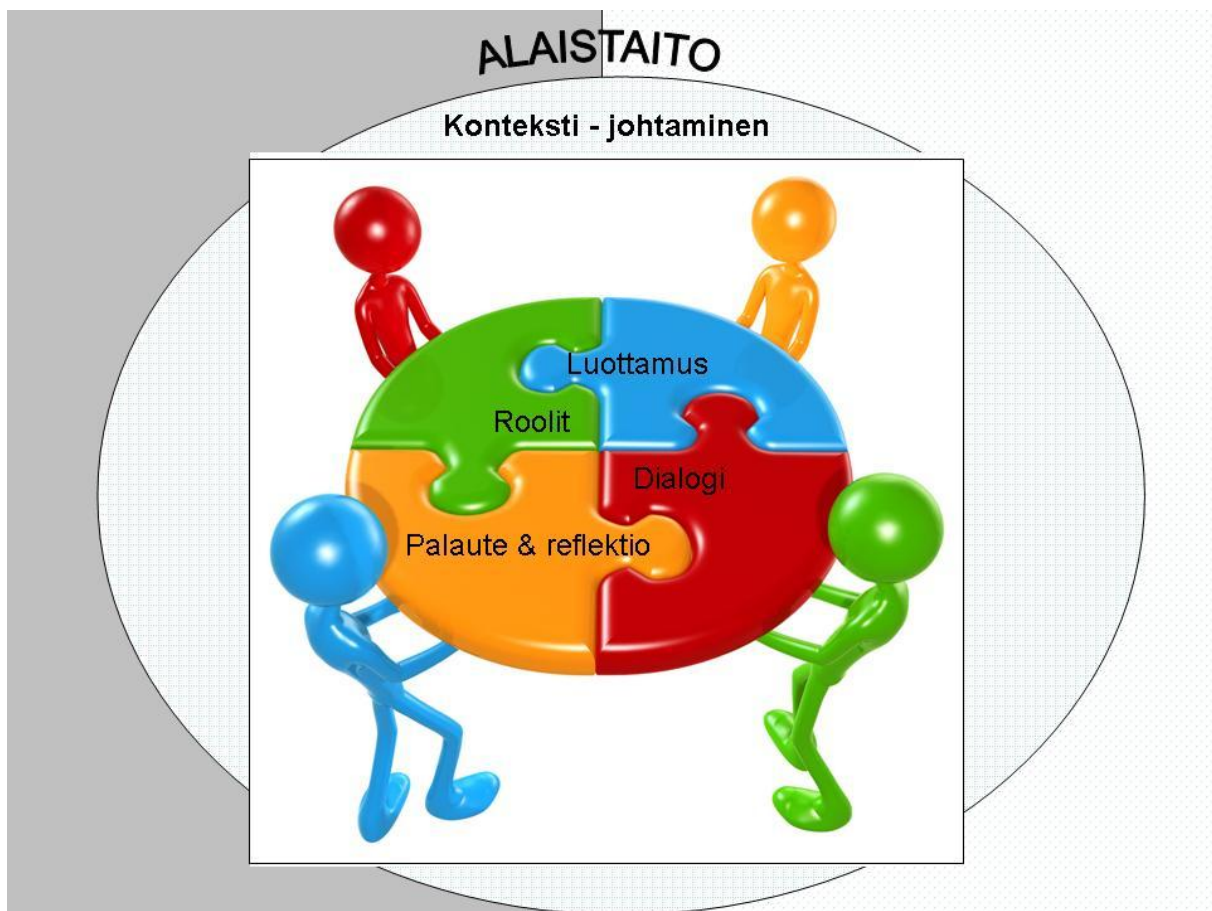 ALAISTAITO
Konteksti - johtaminen
Luottamus
Roolit
Dialogi
Palaute & reflektio